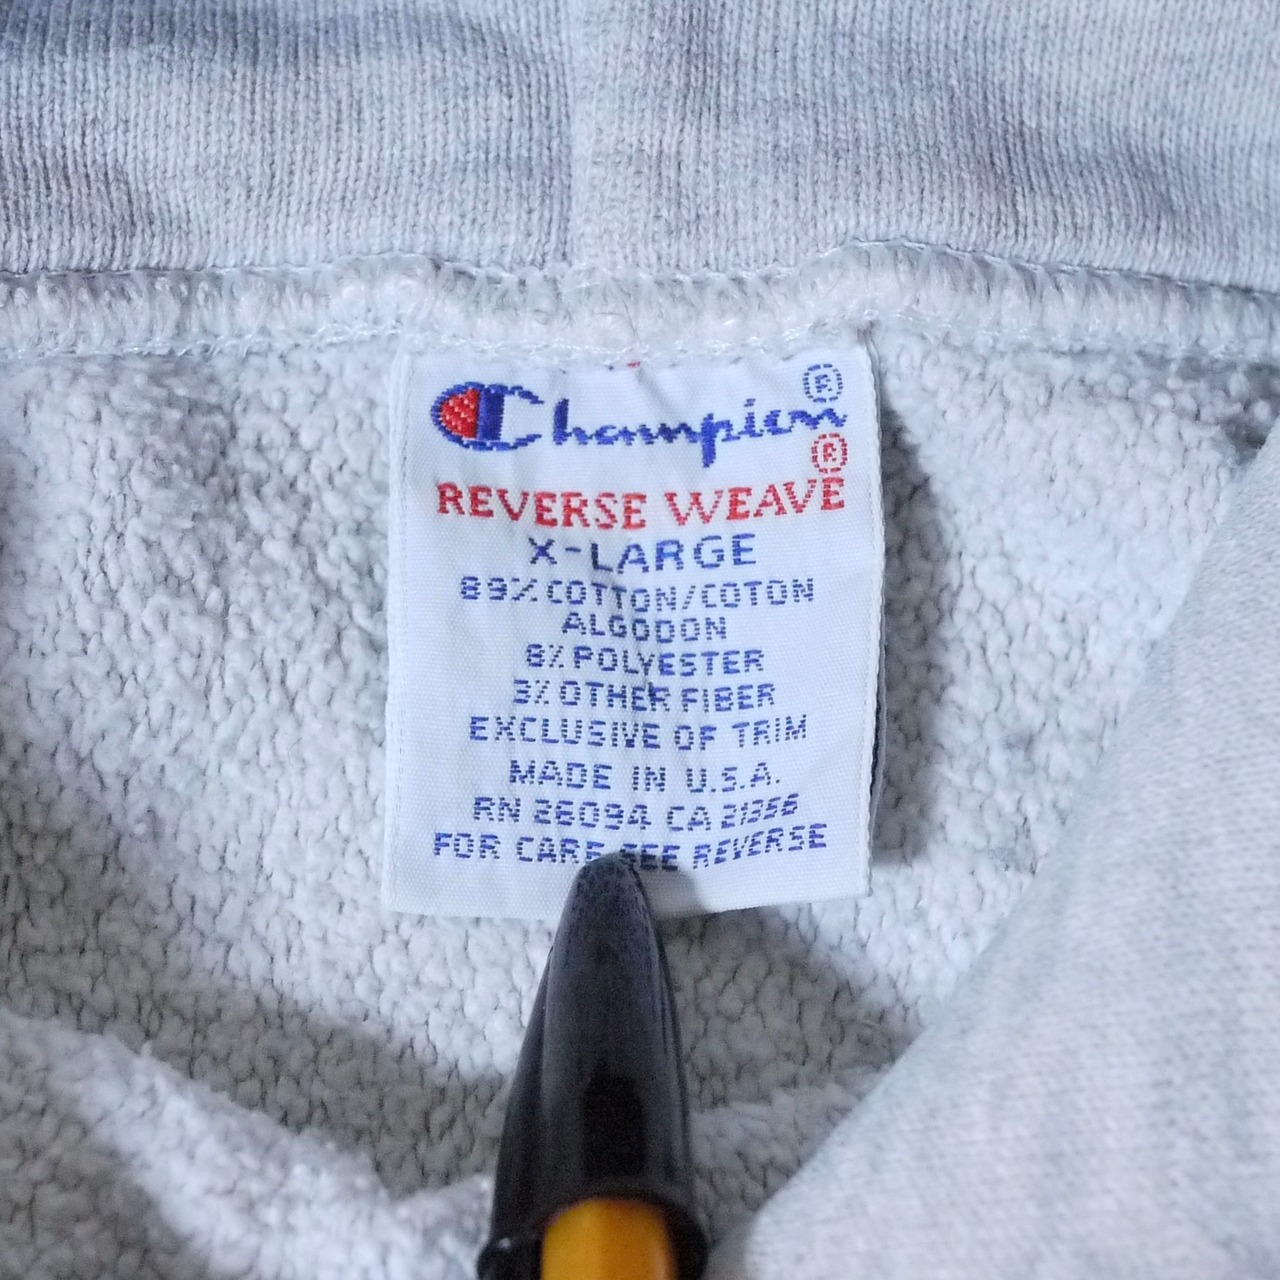 Champion®
®
REVERSE WEAVE
X-LARGE
89% COTTON/COTON
ALGODON
8% POLYESTER
3% OTHER FIBER
EXCLUSIVE OF TRIM
MADE IN U.S.A.
RN 26094 CA 21356
FOR CARE SEE REVERSE